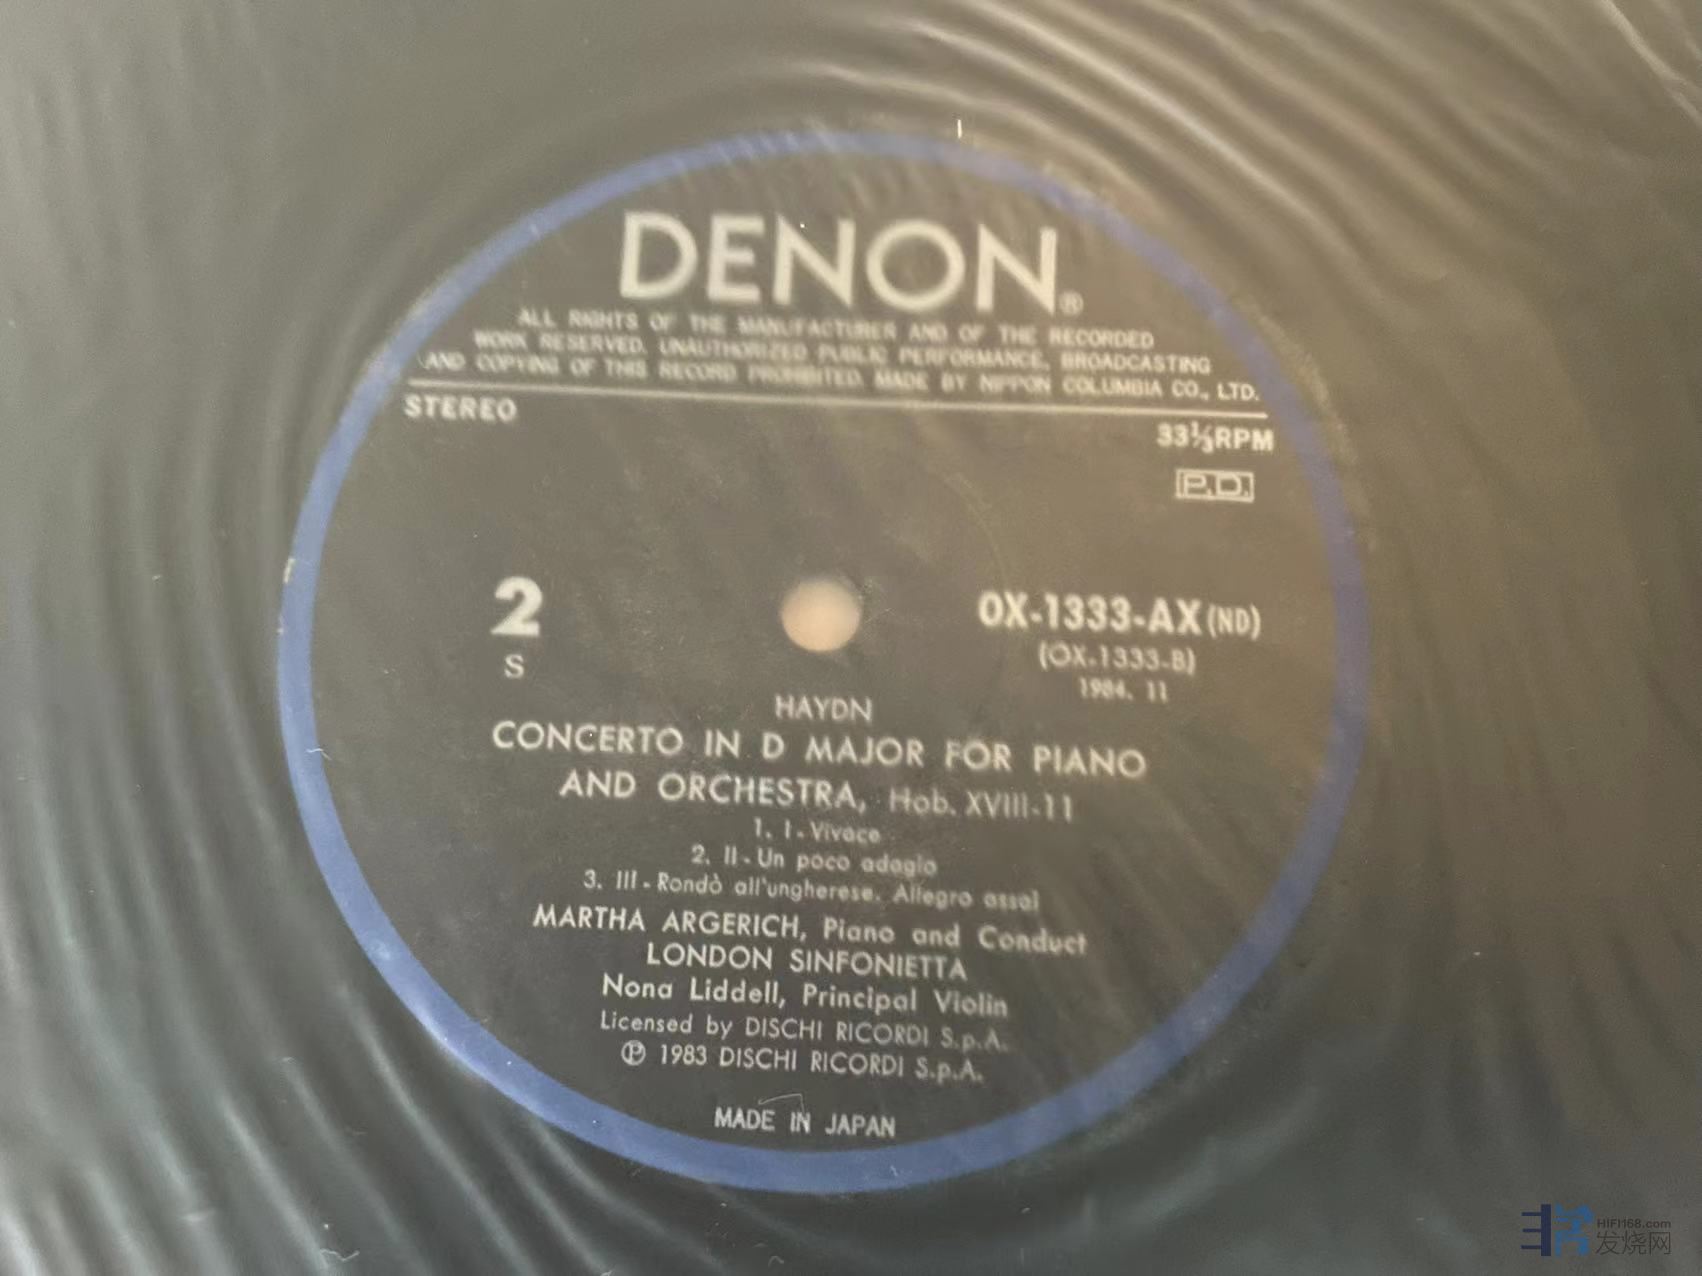 DENON®
ALL RIGHTS OF THE MANUFACTURER AND OF THE RECORDED
WORK RESERVED. UNAUTHORIZED PUBLIC PERFORMANCE, BROADCASTING
AND COPYING OF THIS RECORD PROHIBITED. MADE BY NIPPON COLUMBIA CO., LTD.
STEREO
33⅓RPM
P.D.
2
S
OX-1333-AX(ND)
(OX-1333-B)
1984. 11
HAYDN
CONCERTO IN D MAJOR FOR PIANO
AND ORCHESTRA, Hob. XVIII-11
1. I - Vivace
2. II - Un poco adagio
3. III - Rondò all'ungherese. Allegro assai
MARTHA ARGERICH, Piano and Conduct
LONDON SINFONIETTA
Nona Liddell, Principal Violin
Licensed by DISCHI RICORDI S.p.A.
℗ 1983 DISCHI RICORDI S.p.A.
MADE IN JAPAN
HIFI168.com
发烧网